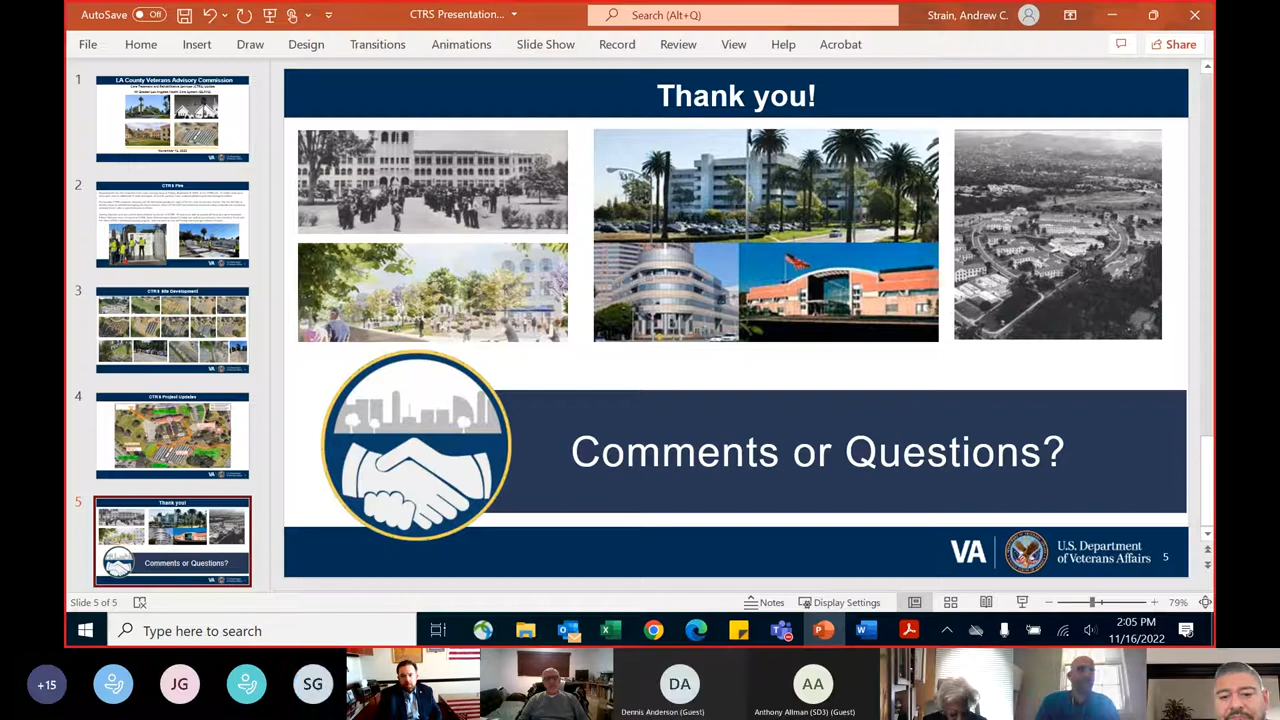 AutoSave
Off
CTRS Presentation...
Search (Alt+Q)
Strain, Andrew C.
File
Home
Insert
Draw
Design
Transitions
Animations
Slide Show
Record
Review
View
Help
Acrobat
Share
1
LA County Veterans Advisory Commission
2
CTRS Fire
3
CTRS Site Development
4
CTRS Project Updates
5
Thank you!
Comments or Questions?
Thank you!
Comments or Questions?
VA
U.S. Department
of Veterans Affairs
5
Slide 5 of 5
Notes
Display Settings
79%
Type here to search
2:05 PM
11/16/2022
+15
JG
SG
DA
Dennis Anderson (Guest)
AA
Anthony Allman (SD3) (Guest)